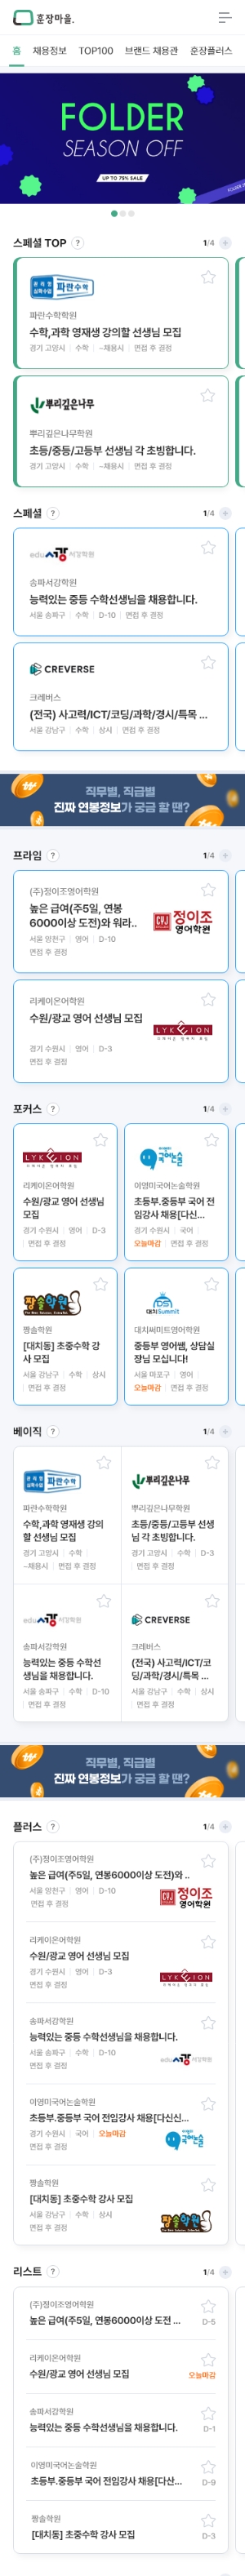 훈장마을.
홈 채용정보 TOP100 브랜드 채용관 훈장플러스
FOLDER
SEASON OFF
UP TO 75% SALE
스페셜 TOP ? 1/4 +
파란수학
파란수학학원
수학,과학 영재생 강의할 선생님 모집
경기 고양시 수학 ~채용시 면접 후 결정
뿌리깊은나무
뿌리깊은나무학원
초등/중등/고등부 선생님 각 초빙합니다.
경기 고양시 수학 ~채용시 면접 후 결정
스페셜 ? 1/4 +
edu서강 서강학원
송파서강학원
능력있는 중등 수학선생님을 채용합니다.
서울 송파구 수학 D-10 면접 후 결정
CREVERSE
크레버스
(전국) 사고력/ICT/코딩/과학/경시/특목 ...
서울 강남구 수학 상시 면접 후 결정
직무별, 직급별
진짜 연봉정보가 궁금 할 땐?
프라임 ? 1/4 +
(주)정이조영어학원
높은 급여(주5일, 연봉
6000이상 도전)와 워라..
서울 양천구 영어 D-10
면접 후 결정
정이조
영어학원
리케이온어학원
수원/광교 영어 선생님 모집
경기 수원시 영어 D-3
면접 후 결정
LYKEION
포커스 ? 1/4 +
LYKEION
리케이온어학원
수원/광교 영어 선생님
모집
경기 수원시 영어 D-3
면접 후 결정
국어논술
이영미국어논술학원
초등부.중등부 국어 전
임강사 채용[다신...
경기 수원시 국어
오늘마감 면접 후 결정
짱솔학원
짱솔학원
[대치동] 초중수학 강
사 모집
서울 강남구 수학 상시
면접 후 결정
대치Summit
대치써미트영어학원
중등부 영어쌤, 상담실
장님 모십니다!
서울 마포구 영어
오늘마감 면접 후 결정
베이직 ? 1/4 +
파란수학
파란수학학원
수학,과학 영재생 강의
할 선생님 모집
경기 고양시 수학
~채용시 면접 후 결정
뿌리깊은나무
뿌리깊은나무학원
초등/중등/고등부 선생
님 각 초빙합니다.
경기 고양시 수학 D-3
면접 후 결정
edu서강 서강학원
송파서강학원
능력있는 중등 수학선
생님을 채용합니다.
서울 송파구 수학 D-10
면접 후 결정
CREVERSE
크레버스
(전국) 사고력/ICT/코
딩/과학/경시/특목 ...
서울 강남구 수학 상시
면접 후 결정
직무별, 직급별
진짜 연봉정보가 궁금 할 땐?
플러스 ? 1/4 +
(주)정이조영어학원
높은 급여(주5일, 연봉6000이상 도전)와 ..
서울 양천구 영어 D-10
면접 후 결정
정이조
영어학원
리케이온어학원
수원/광교 영어 선생님 모집
경기 수원시 영어 D-3
면접 후 결정
LYKEION
송파서강학원
능력있는 중등 수학선생님을 채용합니다.
서울 송파구 수학 D-10
면접 후 결정
edu서강 서강학원
이영미국어논술학원
초등부.중등부 국어 전임강사 채용[다신신...
경기 수원시 국어 오늘마감
면접 후 결정
국어논술
짱솔학원
[대치동] 초중수학 강사 모집
서울 강남구 수학 상시
면접 후 결정
짱솔학원
리스트 ? 1/4 +
(주)정이조영어학원
높은 급여(주5일, 연봉6000이상 도전 ...
D-5
리케이온어학원
수원/광교 영어 선생님 모집
오늘마감
송파서강학원
능력있는 중등 수학선생님을 채용합니다.
D-1
이영미국어논술학원
초등부.중등부 국어 전임강사 채용[다산...
D-9
짱솔학원
[대치동] 초중수학 강사 모집
D-3